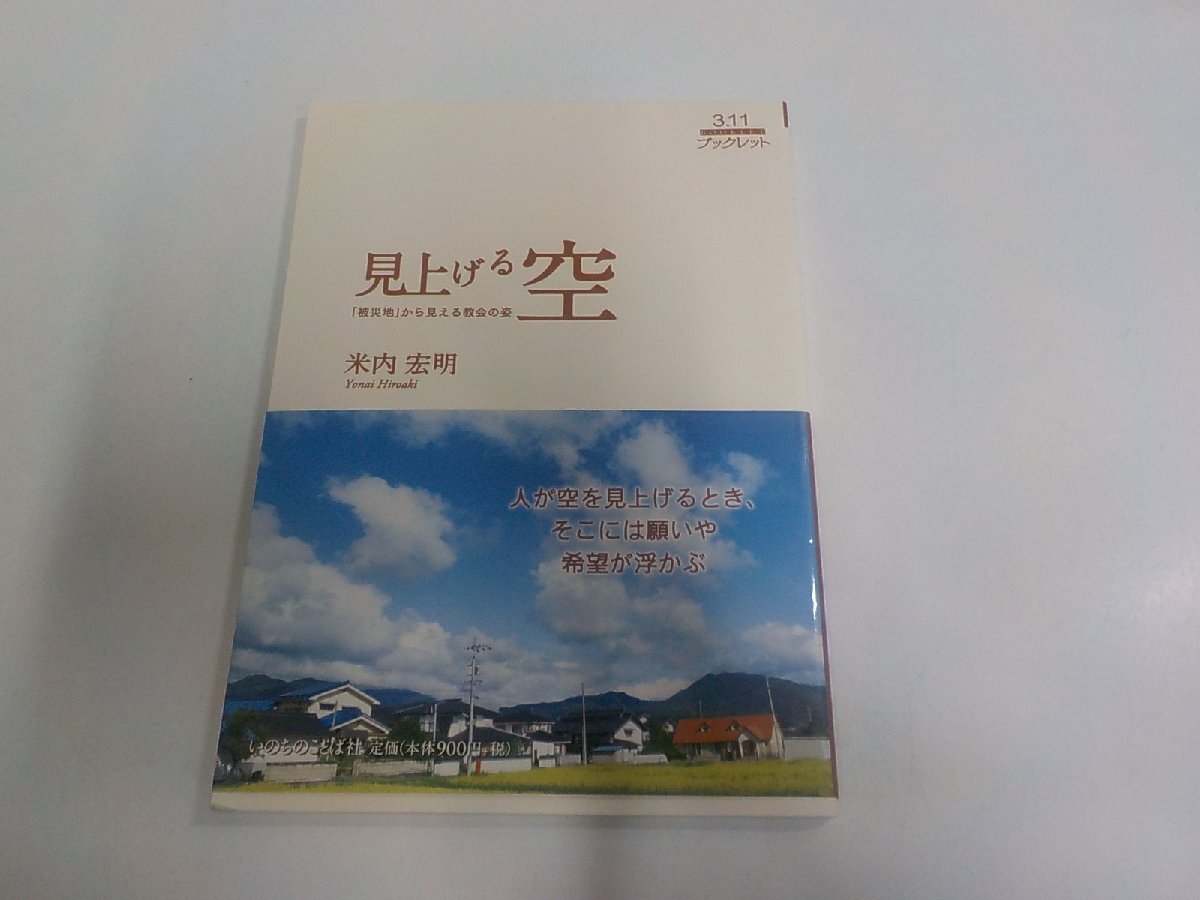 3.11
BOOKLET
ブックレット
見上げる空
「被災地」から見える教会の姿
米内 宏明
Yonai Hiroaki
人が空を見上げるとき、
そこには願いや
希望が浮かぶ
いのちのことば社 定価(本体900円+税)